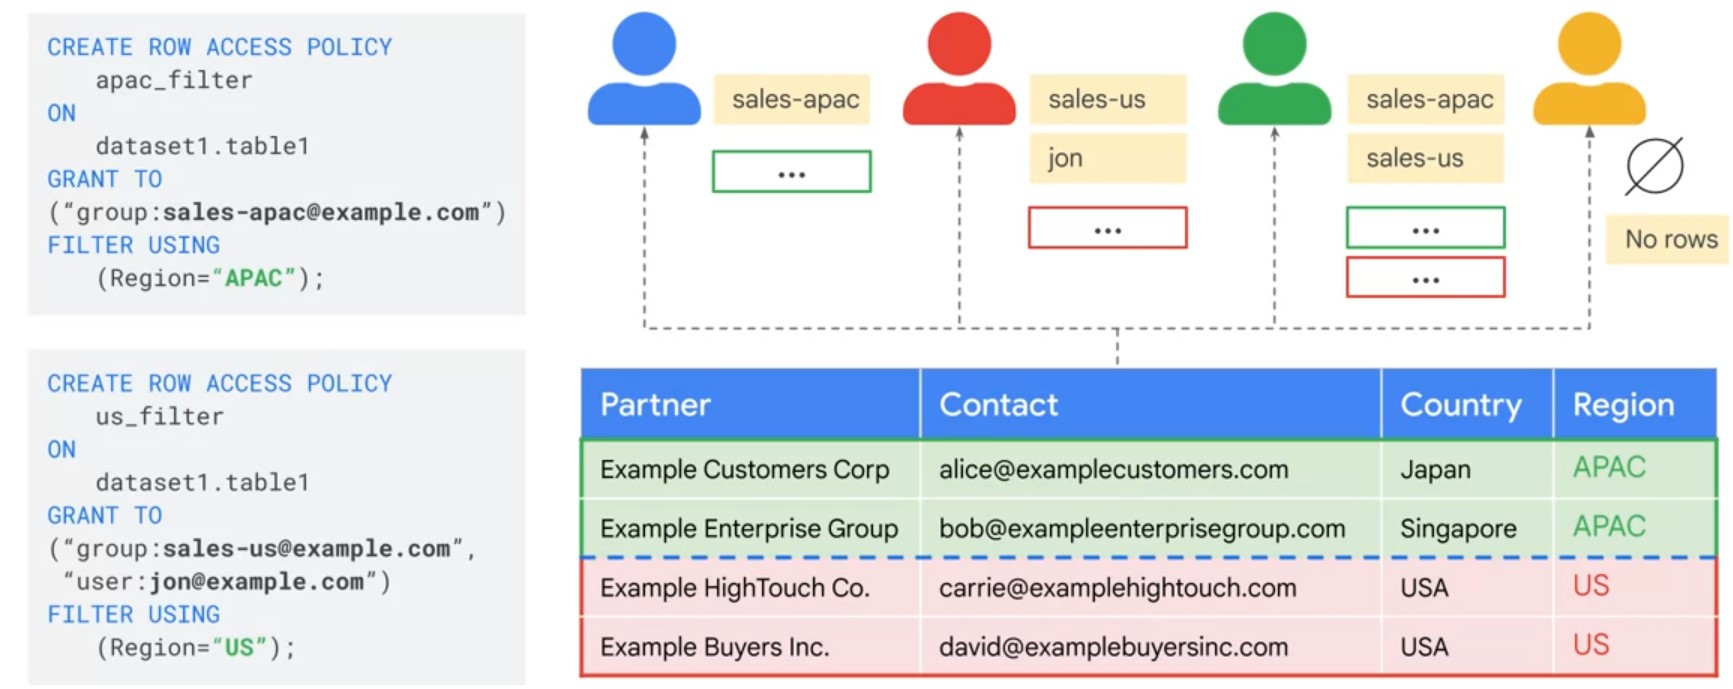 CREATE ROW ACCESS POLICY
apac_filter
ON
dataset1.table1
GRANT TO
(“group:sales-apac@example.com”)
FILTER USING
(Region=“APAC”);
CREATE ROW ACCESS POLICY
us_filter
ON
dataset1.table1
GRANT TO
(“group:sales-us@example.com”,
“user:jon@example.com”)
FILTER USING
(Region=“US”);
sales-apac
...
sales-us
jon
...
sales-apac
sales-us
...
...
No rows
Partner Contact Country Region
Example Customers Corp alice@examplecustomers.com Japan APAC
Example Enterprise Group bob@exampleenterprisegroup.com Singapore APAC
Example HighTouch Co. carrie@examplehightouch.com USA US
Example Buyers Inc. david@examplebuyersinc.com USA US